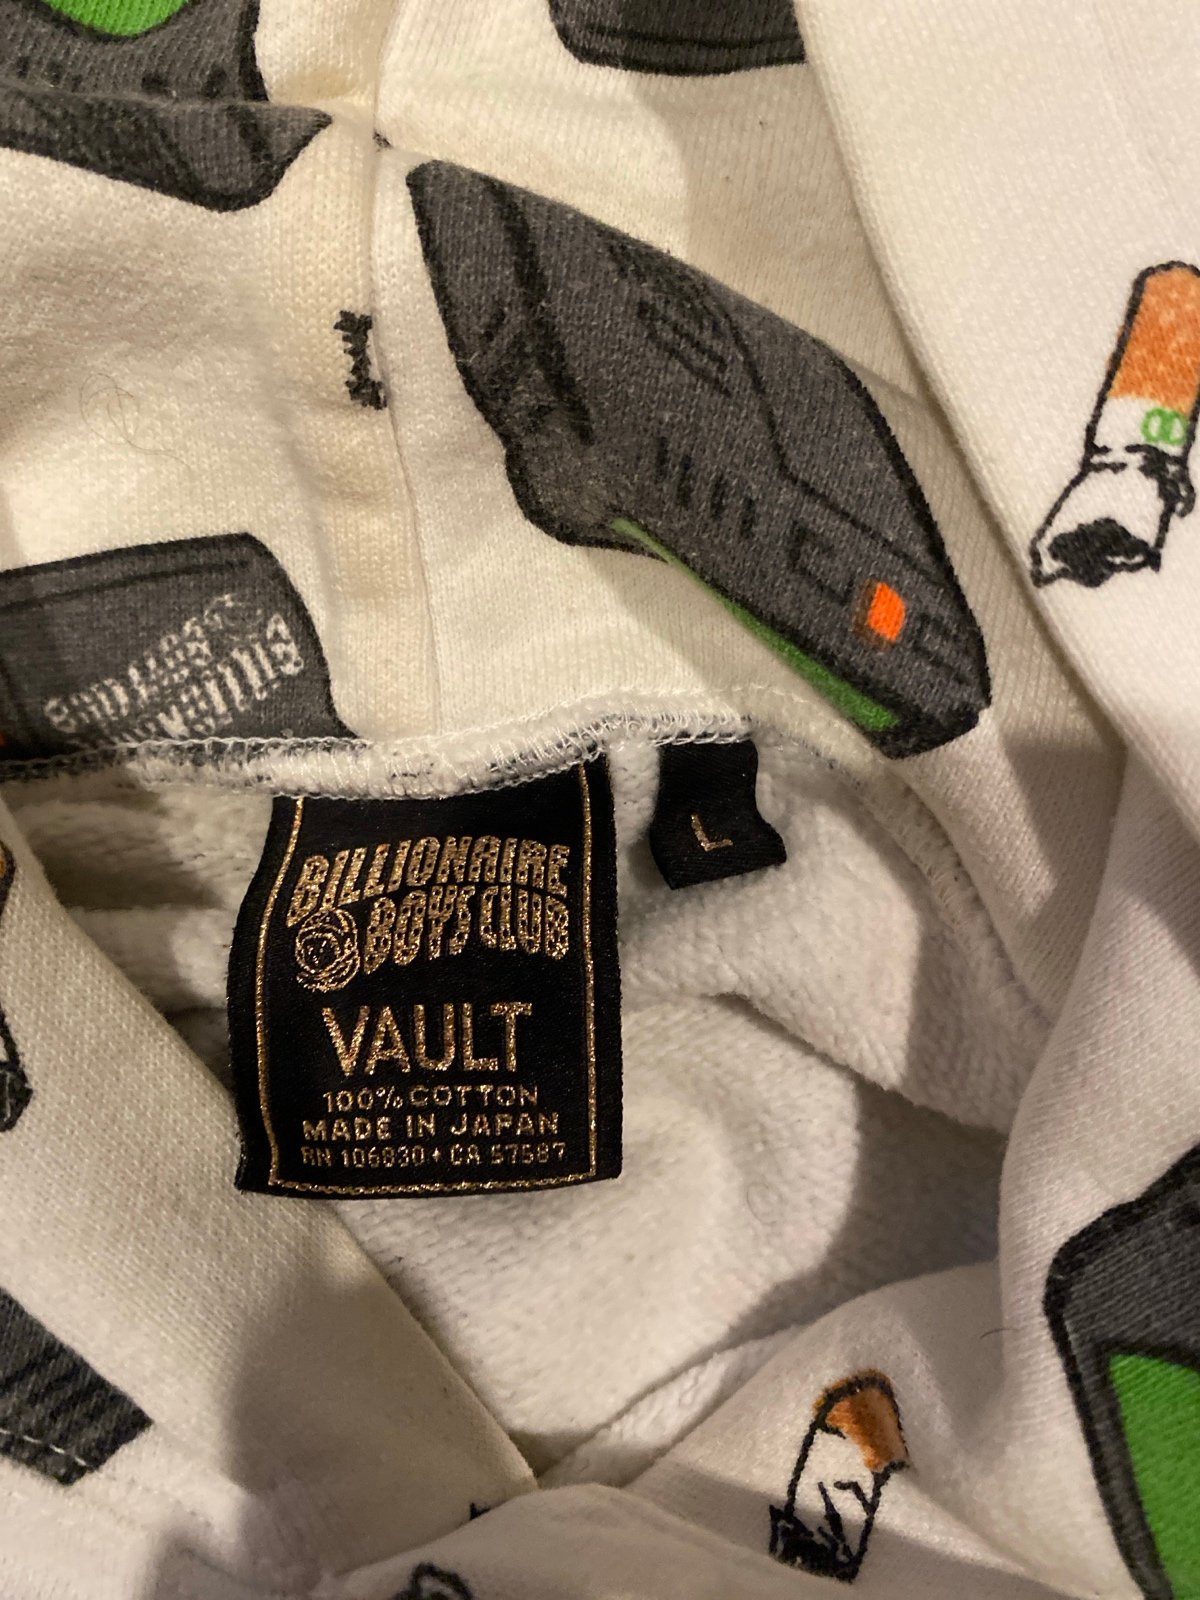 BILLIONAIRE
BOYS CLUB
VAULT
100% COTTON
MADE IN JAPAN
RN 106830 • CA 57587
L